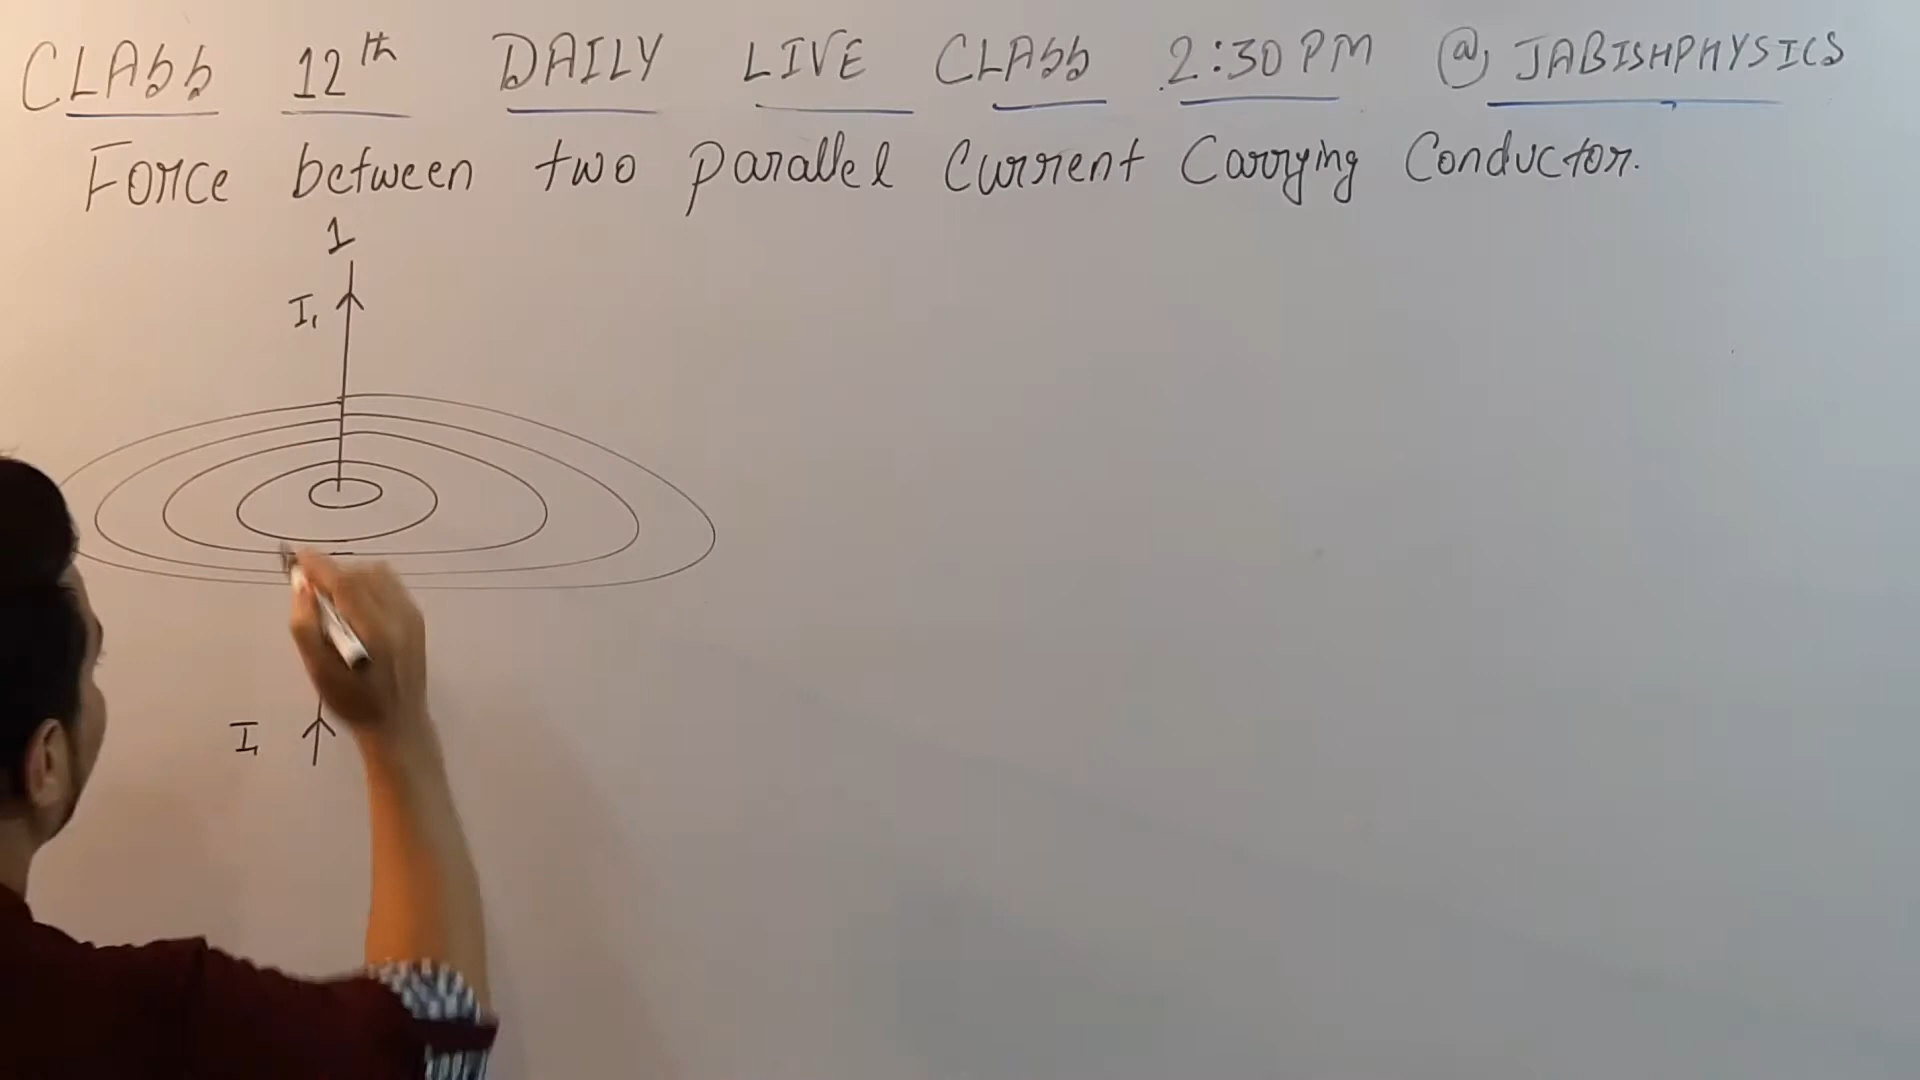 CLASS 12th DAILY LIVE CLASS 2:30 PM @ JABISHPHYSICS
Force between two parallel Current Carrying Conductor.
1
I1
I1